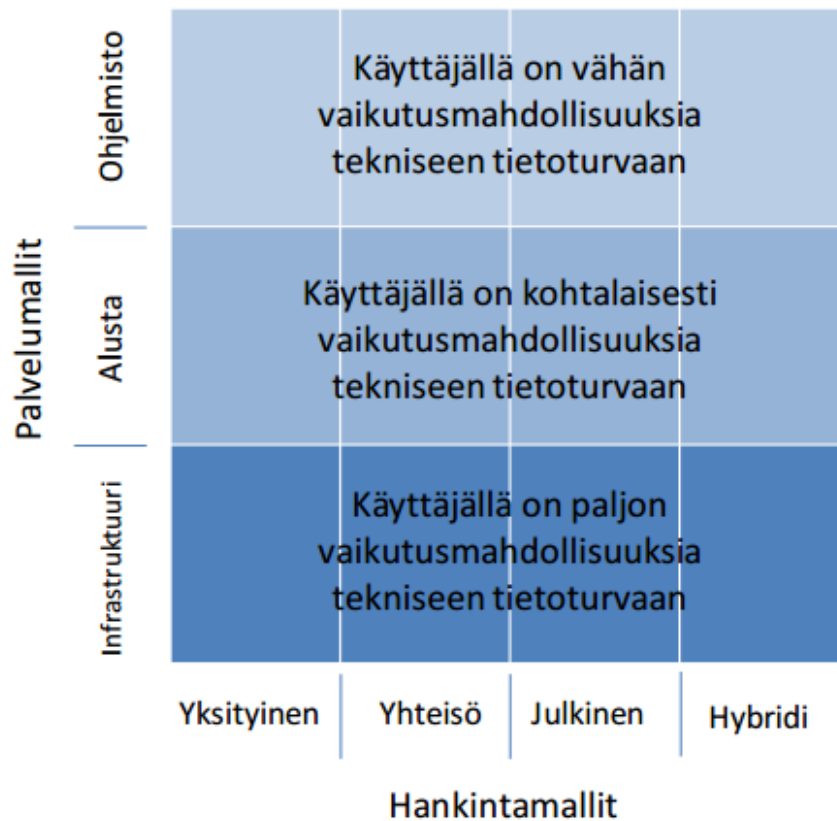 Palvelumallit
Ohjelmisto
Käyttäjällä on vähän
vaikutusmahdollisuuksia
tekniseen tietoturvaan
Alusta
Käyttäjällä on kohtalaisesti
vaikutusmahdollisuuksia
tekniseen tietoturvaan
Infrastruktuuri
Käyttäjällä on paljon
vaikutusmahdollisuuksia
tekniseen tietoturvaan
Yksityinen
Yhteisö
Julkinen
Hybridi
Hankintamallit